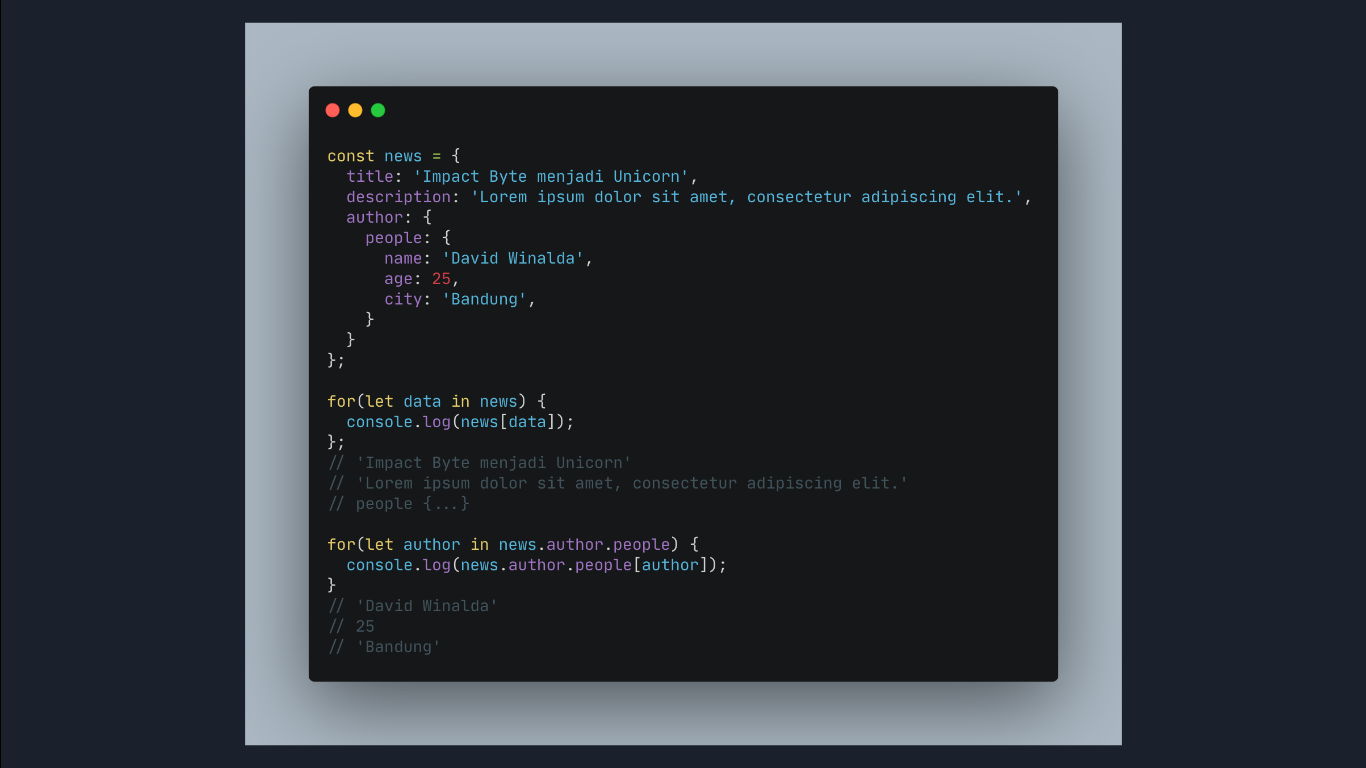 const news = {
  title: 'Impact Byte menjadi Unicorn',
  description: 'Lorem ipsum dolor sit amet, consectetur adipiscing elit.',
  author: {
    people: {
      name: 'David Winalda',
      age: 25,
      city: 'Bandung',
    }
  }
};

for(let data in news) {
  console.log(news[data]);
};
// 'Impact Byte menjadi Unicorn'
// 'Lorem ipsum dolor sit amet, consectetur adipiscing elit.'
// people {...}

for(let author in news.author.people) {
  console.log(news.author.people[author]);
}
// 'David Winalda'
// 25
// 'Bandung'